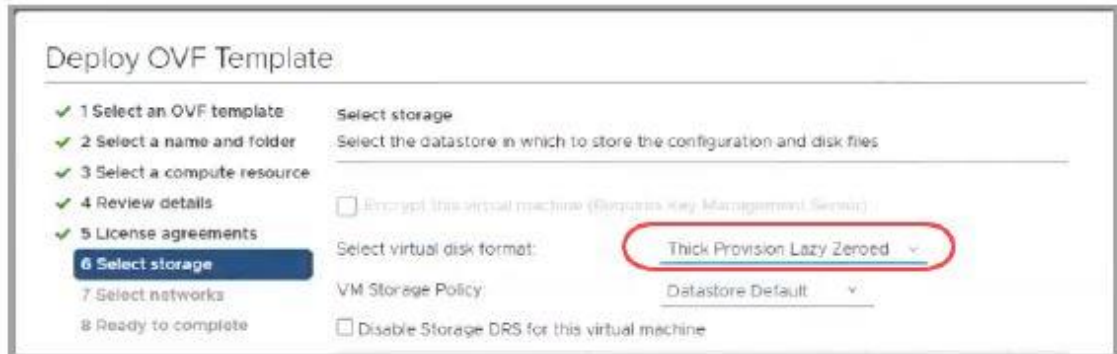 Deploy OVF Template
1 Select an OVF template
2 Select a name and folder
3 Select a compute resource
4 Review details
5 License agreements
6 Select storage
7 Select networks
8 Ready to complete
Select storage
Select the datastore in which to store the configuration and disk files
Encrypt this virtual machine (Requires Key Management Server)
Select virtual disk format: Thick Provision Lazy Zeroed
VM Storage Policy: Datastore Default
Disable Storage DRS for this virtual machine